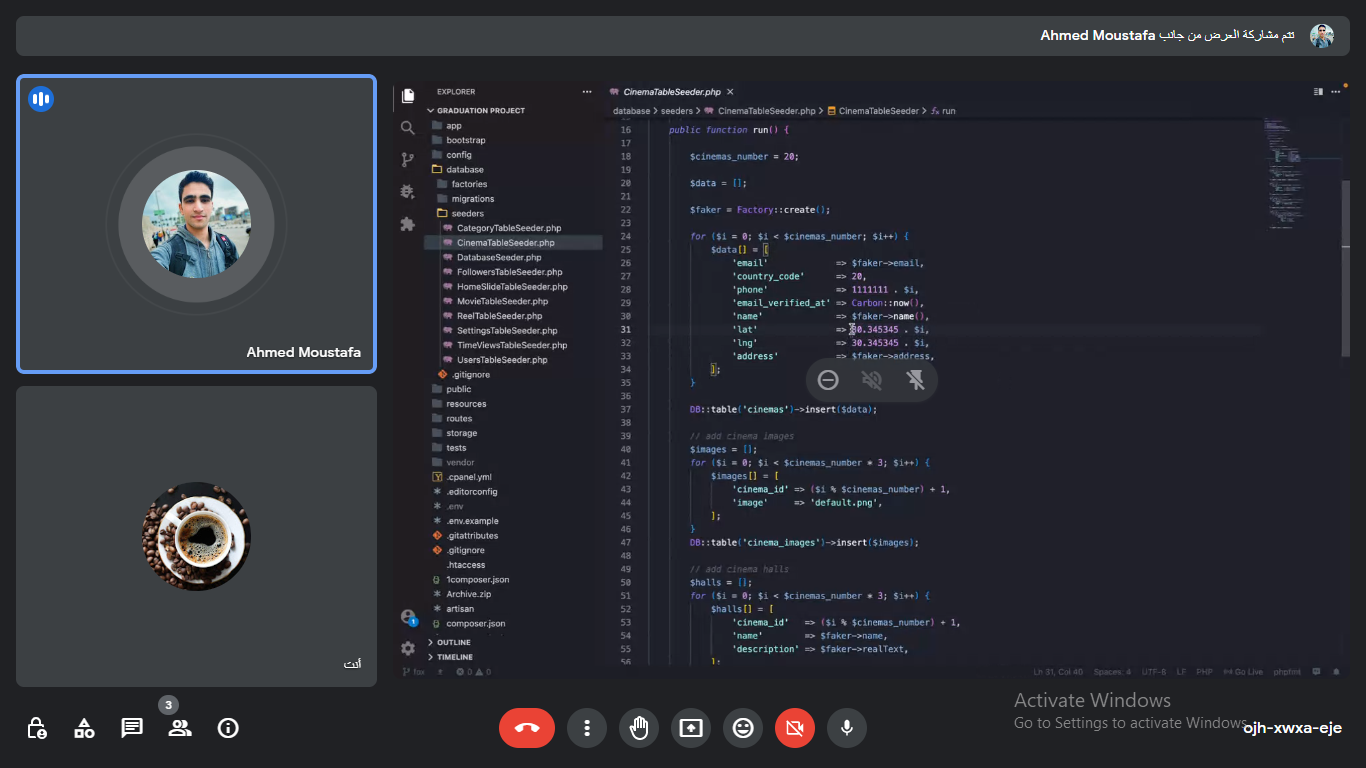 تتم مشاركة العرض من جانب Ahmed Moustafa
Ahmed Moustafa
أنت
EXPLORER
GRADUATION PROJECT
app
bootstrap
config
database
factories
migrations
seeders
CategoryTableSeeder.php
CinemaTableSeeder.php
DatabaseSeeder.php
FollowersTableSeeder.php
HomeSlideTableSeeder.php
MovieTableSeeder.php
ReelTableSeeder.php
SettingsTableSeeder.php
TimeViewsTableSeeder.php
UsersTableSeeder.php
.gitignore
public
resources
routes
storage
tests
vendor
.cpanel.yml
.editorconfig
.env
.env.example
.gitattributes
.gitignore
.htaccess
1composer.json
Archive.zip
artisan
composer.json
OUTLINE
TIMELINE
1
CinemaTableSeeder.php
database > seeders > CinemaTableSeeder.php > CinemaTableSeeder > run
16 public function run() {
17
18 $cinemas_number = 20;
19
20 $data = [];
21
22 $faker = Factory::create();
23
24 for ($i = 0; $i < $cinemas_number; $i++) {
25 $data[] = [
26 'email' => $faker->email,
27 'country_code' => 20,
28 'phone' => 1111111 . $i,
29 'email_verified_at' => Carbon::now(),
30 'name' => $faker->name(),
31 'lat' => 30.345345 . $i,
32 'lng' => 30.345345 . $i,
33 'address' => $faker->address,
34 ];
35 }
36
37 DB::table('cinemas')->insert($data);
38
39 // add cinema images
40 $images = [];
41 for ($i = 0; $i < $cinemas_number * 3; $i++) {
42 $images[] = [
43 'cinema_id' => ($i % $cinemas_number) + 1,
44 'image' => 'default.png',
45 ];
46 }
47 DB::table('cinema_images')->insert($images);
48
49 // add cinema halls
50 $halls = [];
51 for ($i = 0; $i < $cinemas_number * 3; $i++) {
52 $halls[] = [
53 'cinema_id' => ($i % $cinemas_number) + 1,
54 'name' => $faker->name,
55 'description' => $faker->realText,
56 ];
fox
0 0
Ln 31, Col 40 Spaces: 4 UTF-8 LF PHP Go Live phpfmt
Activate Windows
Go to Settings to activate Windows.
3
ojh-xwxa-eje